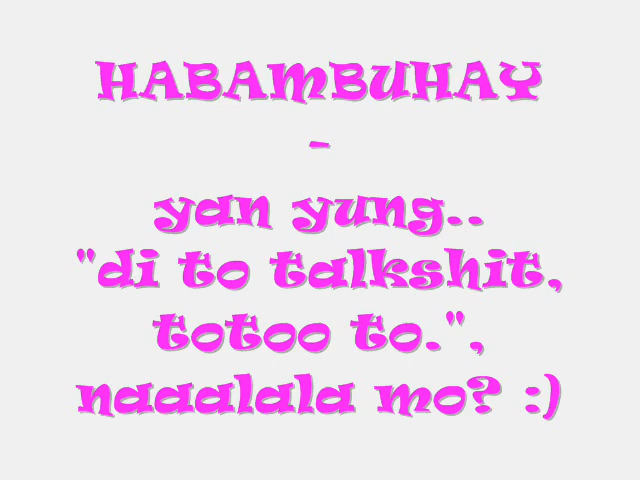 HABAMBUHAY
-
yan yung..
"di to talkshit,
totoo to.",
naaalala mo? :)